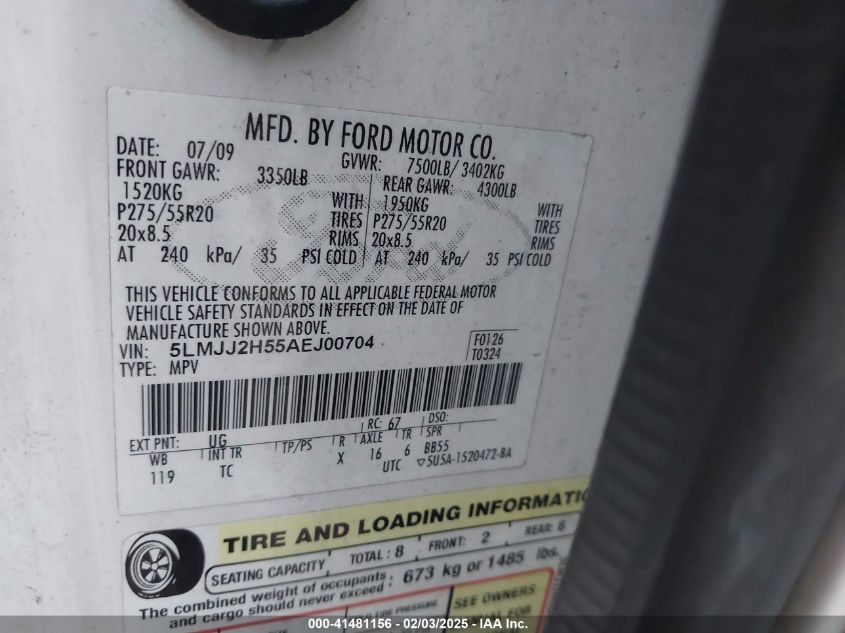 MFD. BY FORD MOTOR CO.
DATE: 07/09 GVWR: 7500LB/ 3402KG
FRONT GAWR: 3350LB REAR GAWR: 4300LB
1520KG WITH 1950KG WITH
P275/55R20 TIRES P275/55R20 TIRES
20x8.5 RIMS 20x8.5 RIMS
AT 240 kPa/ 35 PSI COLD AT 240 kPa/ 35 PSI COLD
Ford
THIS VEHICLE CONFORMS TO ALL APPLICABLE FEDERAL MOTOR
VEHICLE SAFETY STANDARDS IN EFFECT ON THE DATE OF
MANUFACTURE SHOWN ABOVE.
VIN: 5LMJJ2H55AEJ00704 F0126
TYPE: MPV T0324
EXT PNT: UG RC: 67 DSO:
WB INT TR TP/PS R AXLE TR SPR
119 TC X 16 6 BB55
UTC ▽5U5A-1520472-BA
TIRE AND LOADING INFORMATIO
SEATING CAPACITY TOTAL: 8 FRONT: 2 REAR: 6
The combined weight of occupants
and cargo should never exceed: 673 kg or 1485 lbs.
TIRE PRESSURE SEE OWNERS
FOR
000-41481156 - 02/03/2025 - IAA Inc.